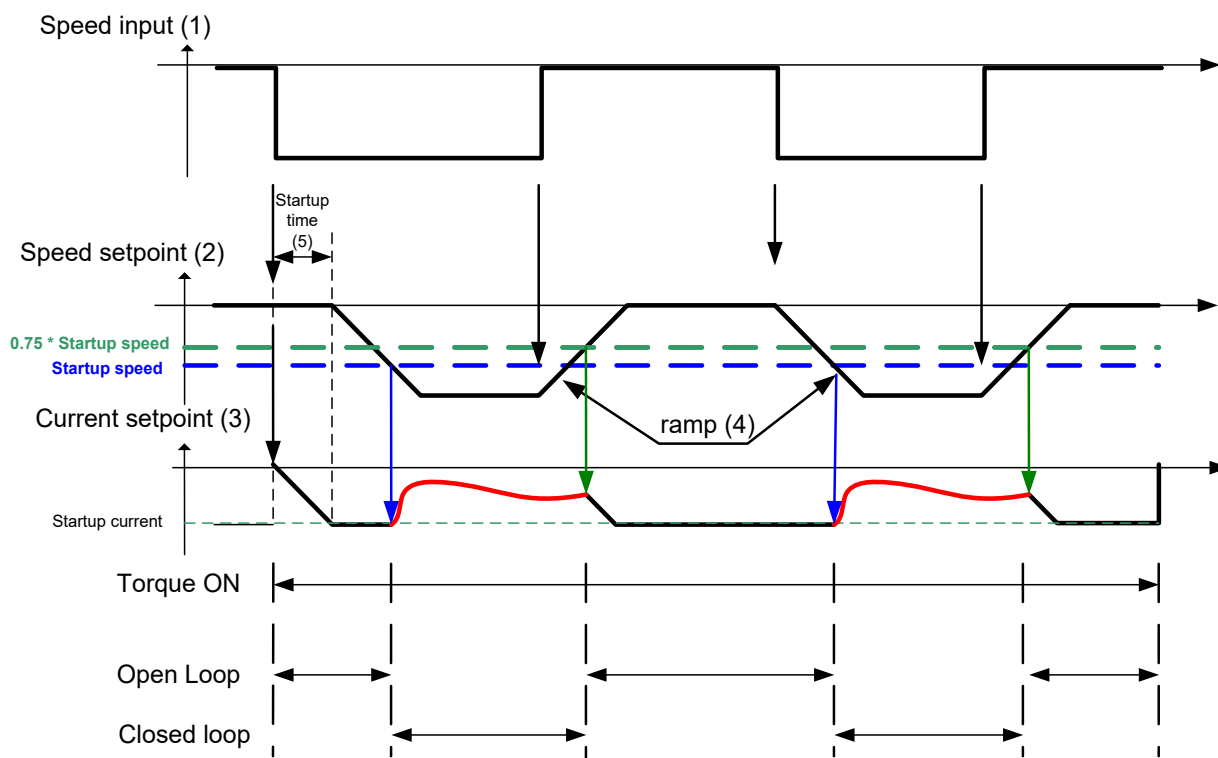 Speed input (1)
Startup
time
(5)
Speed setpoint (2)
0.75 * Startup speed
Startup speed
Current setpoint (3)
ramp (4)
Startup current
Torque ON
Open Loop
Closed loop